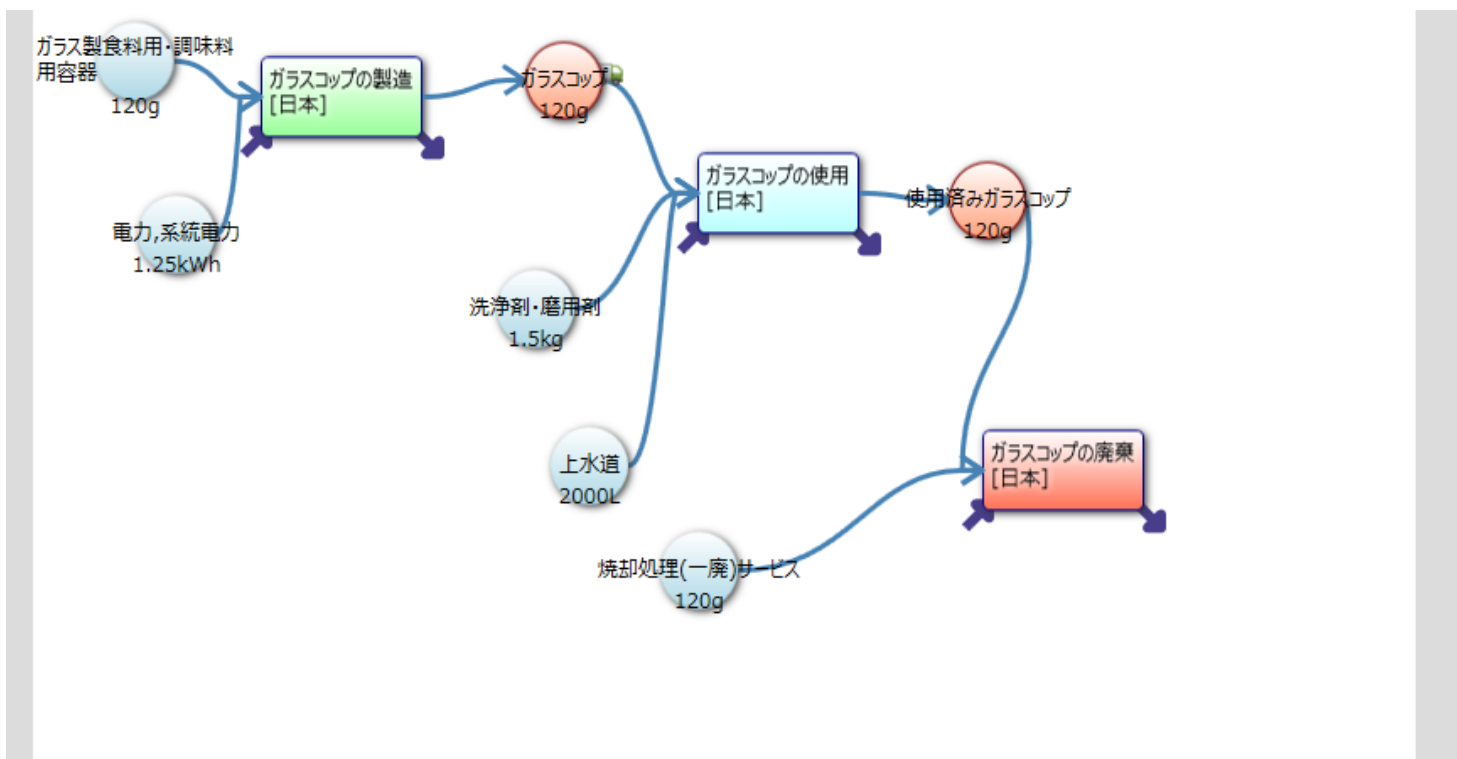 ガラス製食料用・調味料
用容器
120g
ガラスコップの製造
[日本]
ガラスコップ
120g
電力,系統電力
1.25kWh
ガラスコップの使用
[日本]
使用済みガラスコップ
120g
洗浄剤・磨用剤
1.5kg
上水道
2000L
ガラスコップの廃棄
[日本]
焼却処理(一廃)サービス
120g